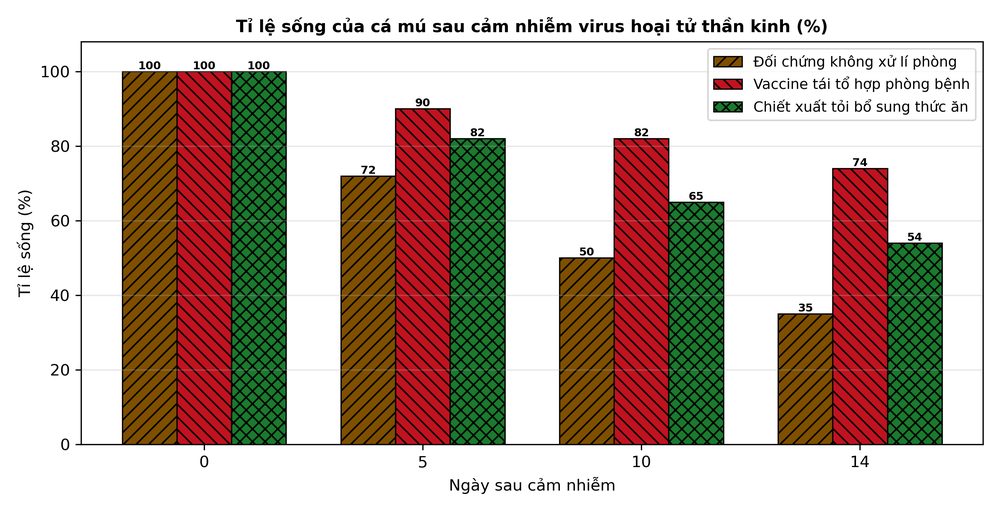 Tỉ lệ sống của cá mú sau cảm nhiễm virus hoại tử thần kinh (%)
Đối chứng không xử lí phòng
Vaccine tái tổ hợp phòng bệnh
Chiết xuất tỏi bổ sung thức ăn
Tỉ lệ sống (%)
100
80
60
40
20
0
100 100 100
72 90 82
50 82 65
35 74 54
0 5 10 14
Ngày sau cảm nhiễm